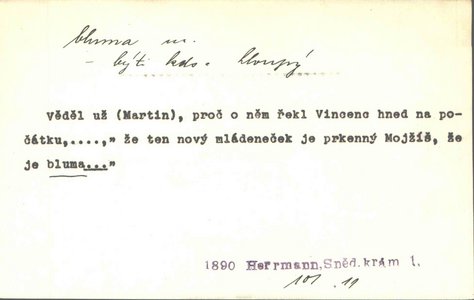 bluma m.
– býti kdo. hloupý
věděl už (Martin), proč o něm řekl Vincenc hned na po-
čátku,....,„ že ten nový mládeneček je prkenný Mojžíš, že
je bluma...„
1890 Herrmann, Sněd. krám 1.
101. 11